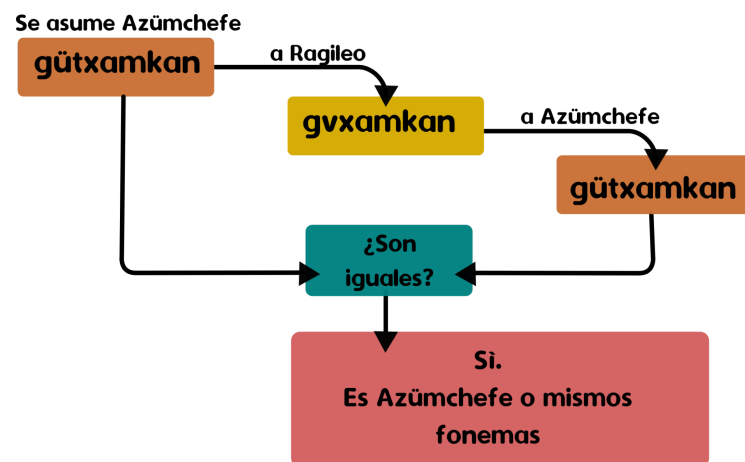 Se asume Azümchefe
gütxamkan
a Ragileo
gvxamkan
a Azümchefe
gütxamkan
¿Son
iguales?
Sì.
Es Azümchefe o mismos
fonemas